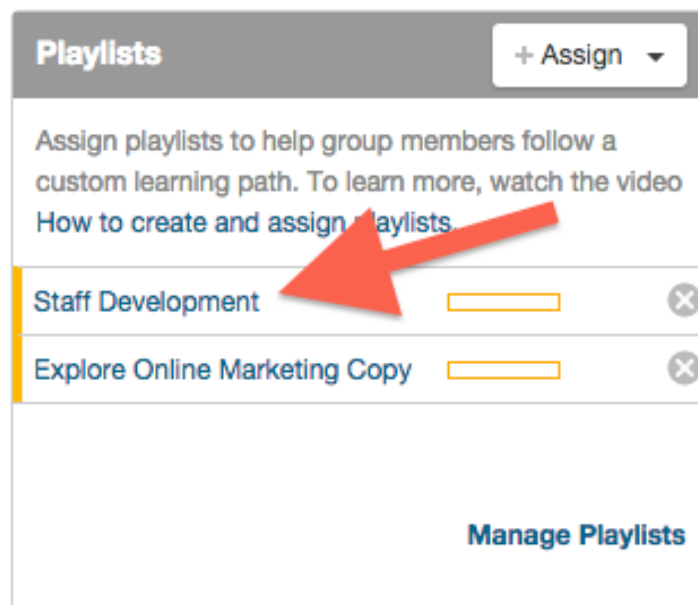 Playlists
+ Assign
Assign playlists to help group members follow a
custom learning path. To learn more, watch the video
How to create and assign playlists.
Staff Development
Explore Online Marketing Copy
Manage Playlists